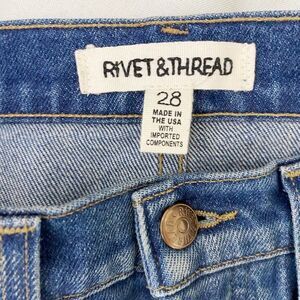 RIVET & THREAD
28
MADE IN
THE USA
WITH
IMPORTED
COMPONENTS